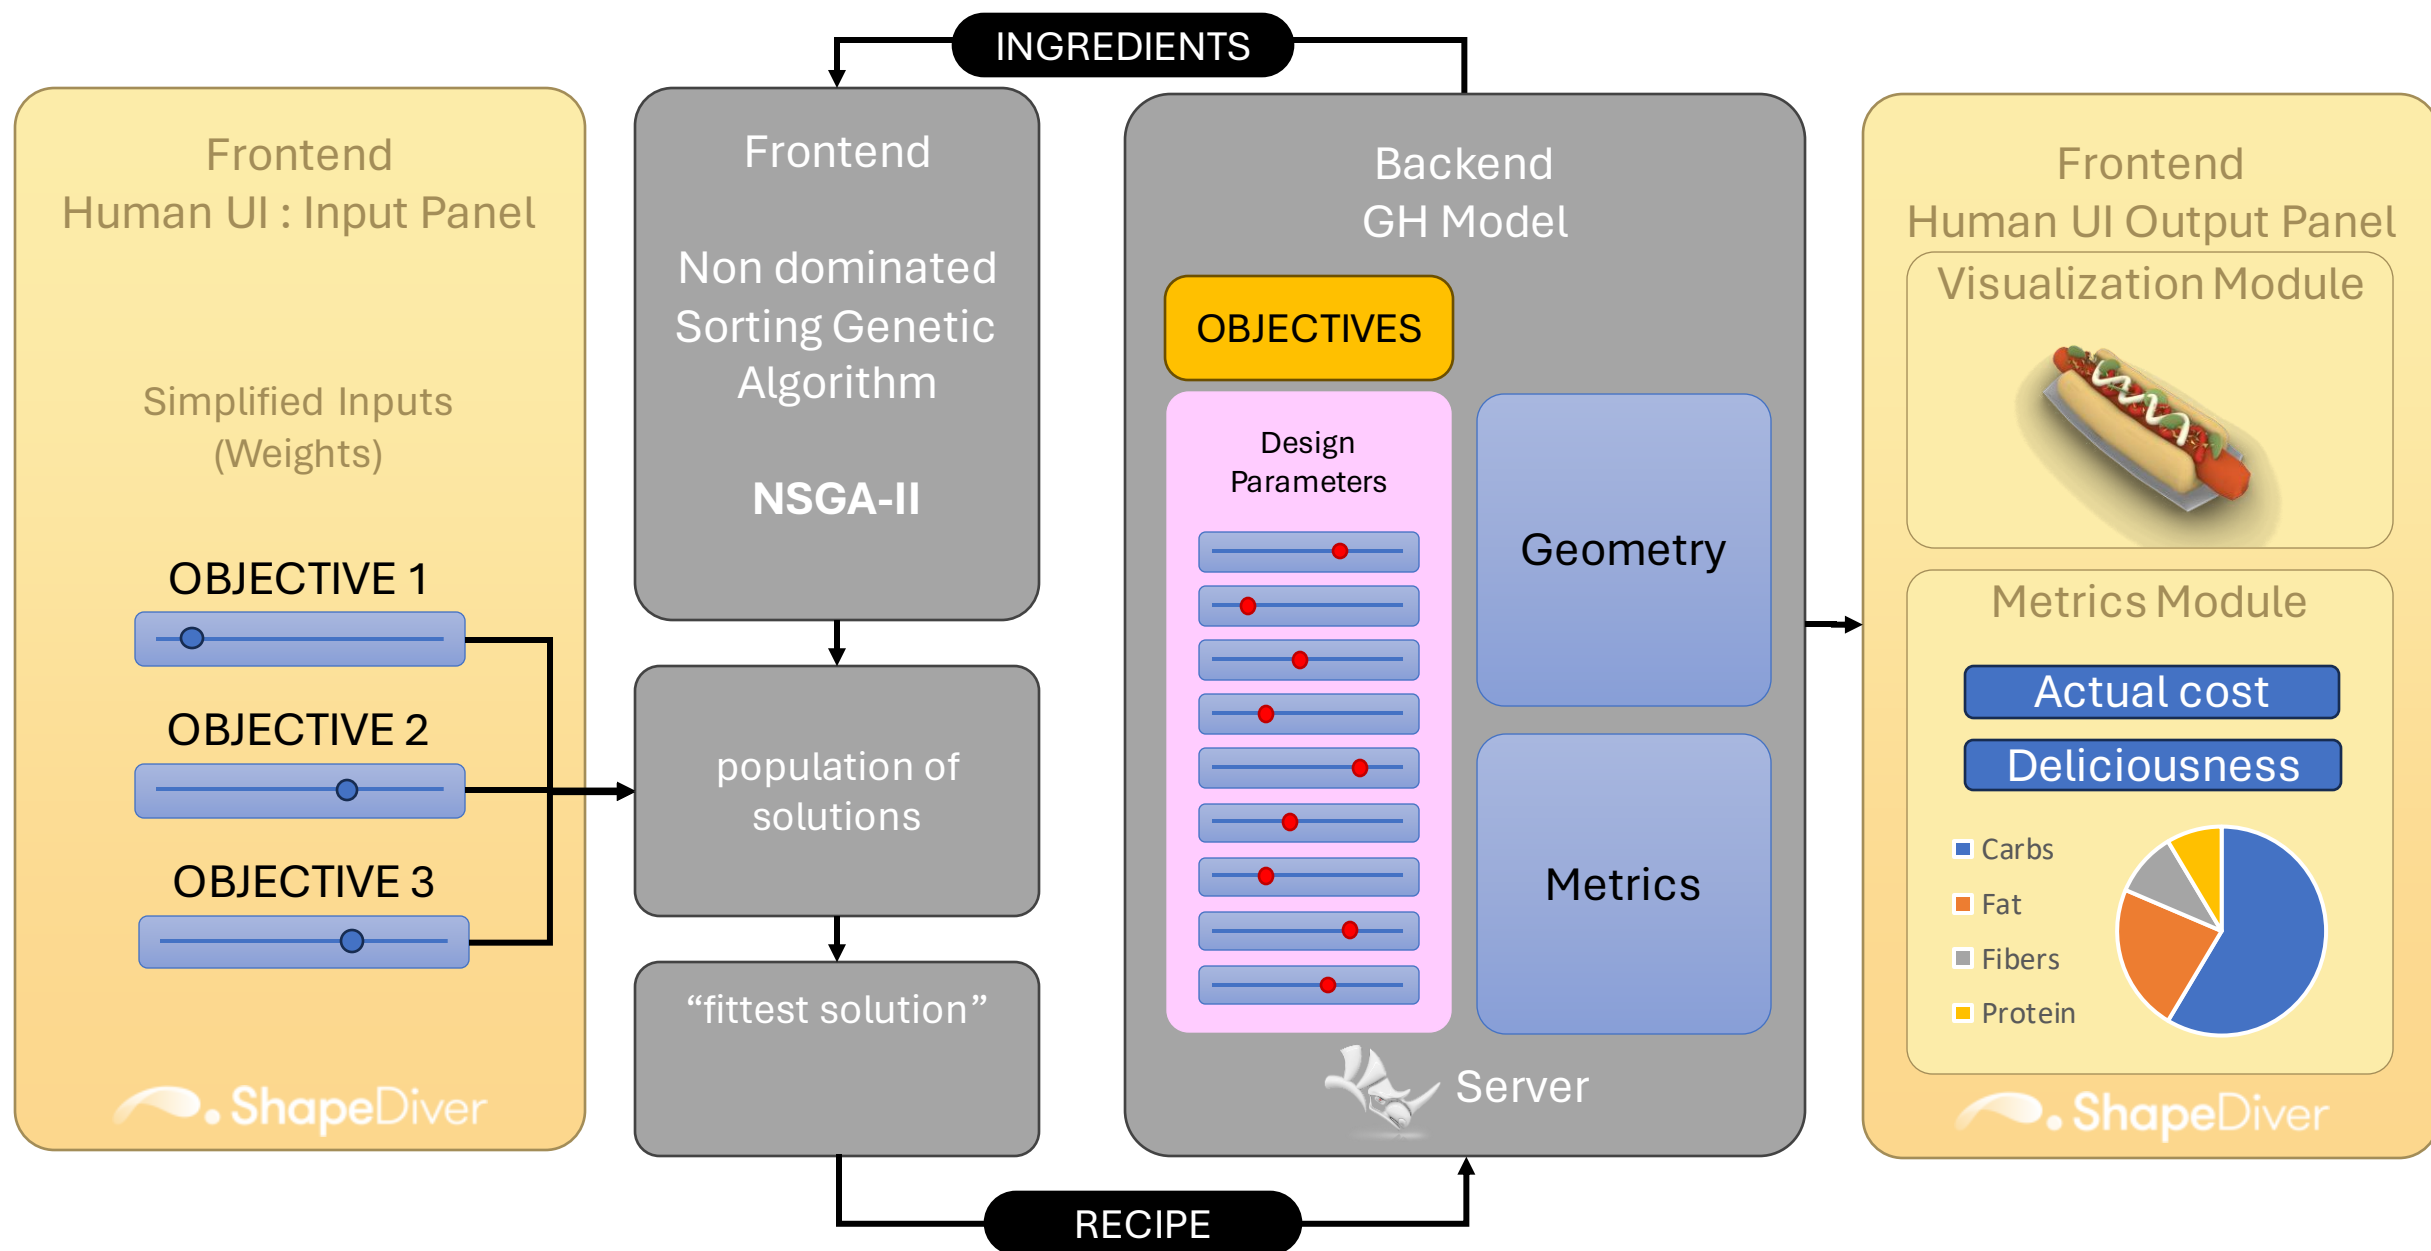 INGREDIENTS
Frontend
Human UI : Input Panel
Simplified Inputs
(Weights)
OBJECTIVE 1
OBJECTIVE 2
OBJECTIVE 3
ShapeDiver
Frontend
Non dominated
Sorting Genetic
Algorithm
NSGA-II
population of
solutions
“fittest solution”
Backend
GH Model
OBJECTIVES
Design
Parameters
Geometry
Metrics
Server
RECIPE
Frontend
Human UI Output Panel
Visualization Module
Metrics Module
Actual cost
Deliciousness
Carbs
Fat
Fibers
Protein
ShapeDiver